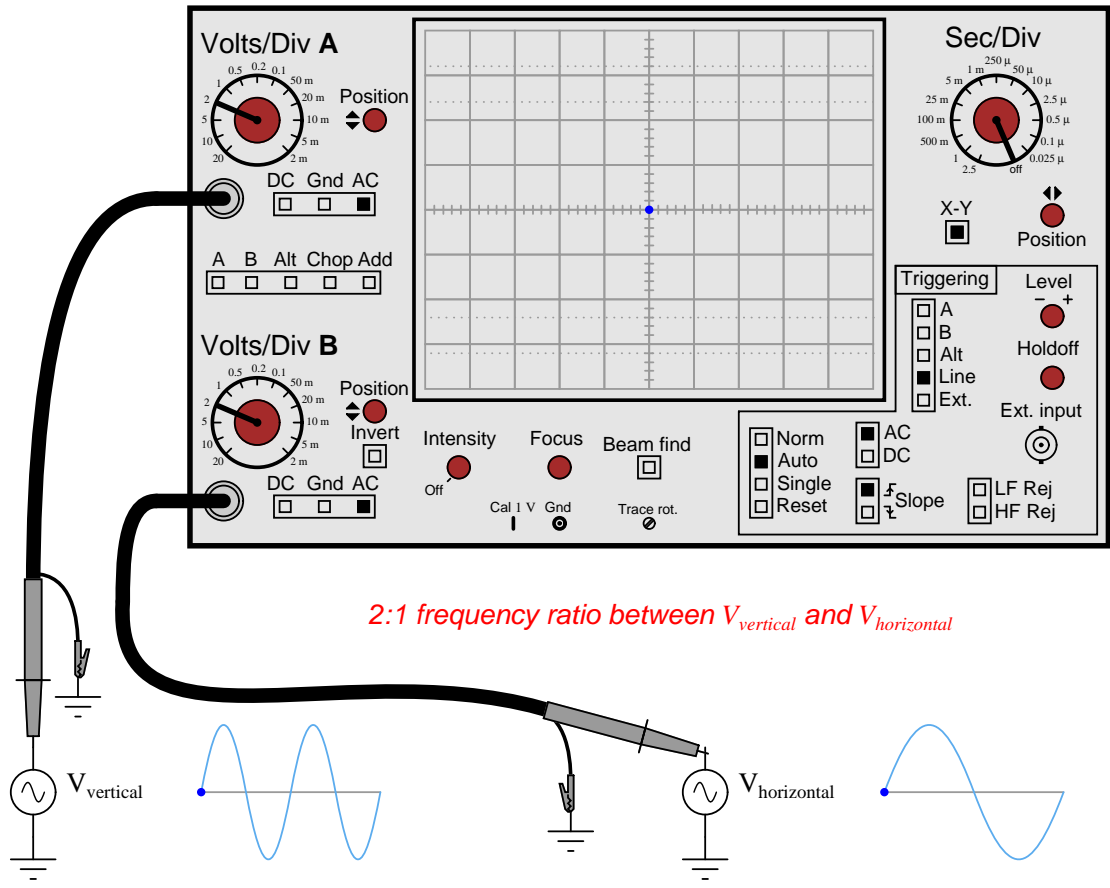 Volts/Div A
0.5 0.2 0.1
1 50 m
2 20 m
5 10 m
10 5 m
20 2 m
Position
DC Gnd AC
A B Alt Chop Add
Volts/Div B
0.5 0.2 0.1
1 50 m
2 20 m
5 10 m
10 5 m
20 2 m
Position
Invert
DC Gnd AC
Intensity
Off
Focus
Beam find
Cal 1 V Gnd
Trace rot.
Sec/Div
250 µ
1 m 50 µ
5 m 10 µ
25 m 2.5 µ
100 m 0.5 µ
500 m 0.1 µ
1 0.025 µ
2.5 off
X-Y
Position
Triggering
A
B
Alt
Line
Ext.
Level
− +
Holdoff
Ext. input
Norm
Auto
Single
Reset
AC
DC
Slope
LF Rej
HF Rej
2:1 frequency ratio between Vvertical and Vhorizontal
Vvertical
Vhorizontal